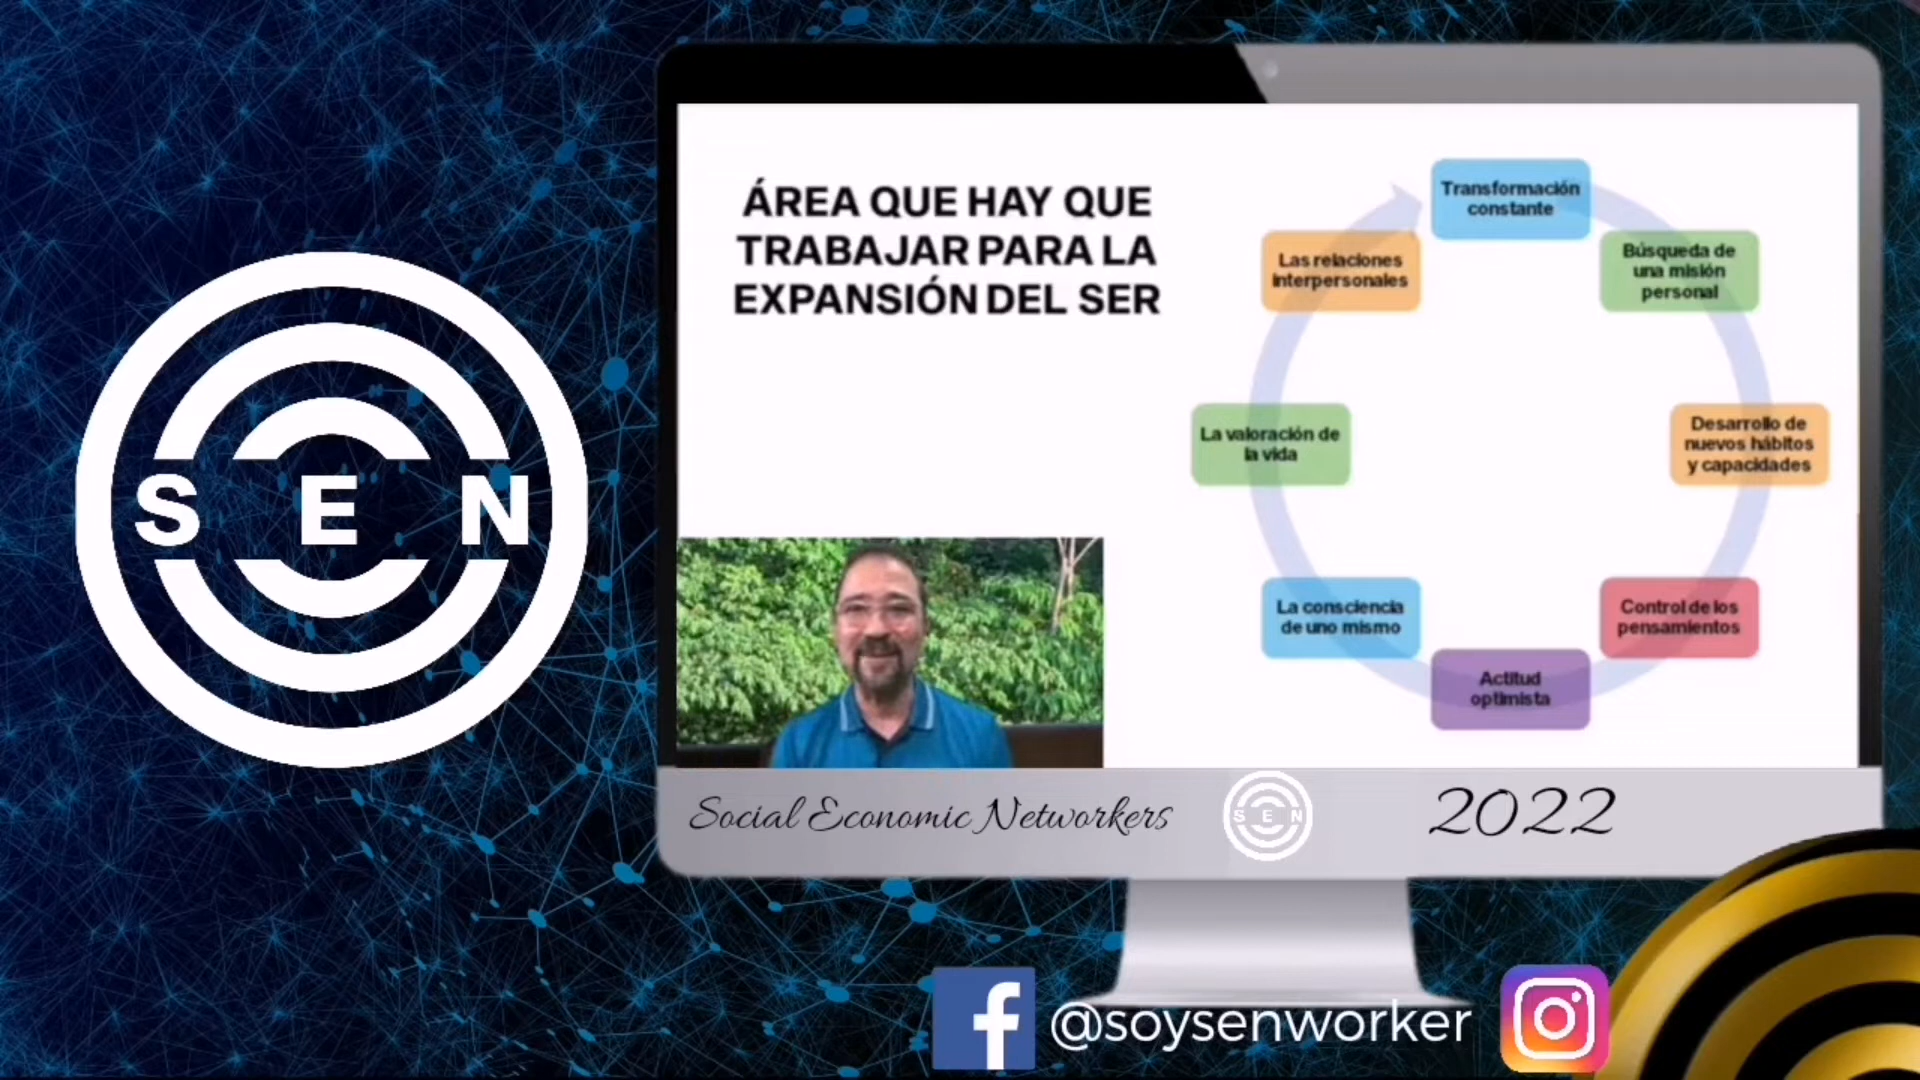 S E N
ÁREA QUE HAY QUE
TRABAJAR PARA LA
EXPANSIÓN DEL SER
Transformación
constante
Búsqueda de
una misión
personal
Desarrollo de
nuevos hábitos
y capacidades
Control de los
pensamientos
Actitud
optimista
La consciencia
de uno mismo
La valoración de
la vida
Las relaciones
interpersonales
Social Economic Networkers
S E N
2022
@soysenworker